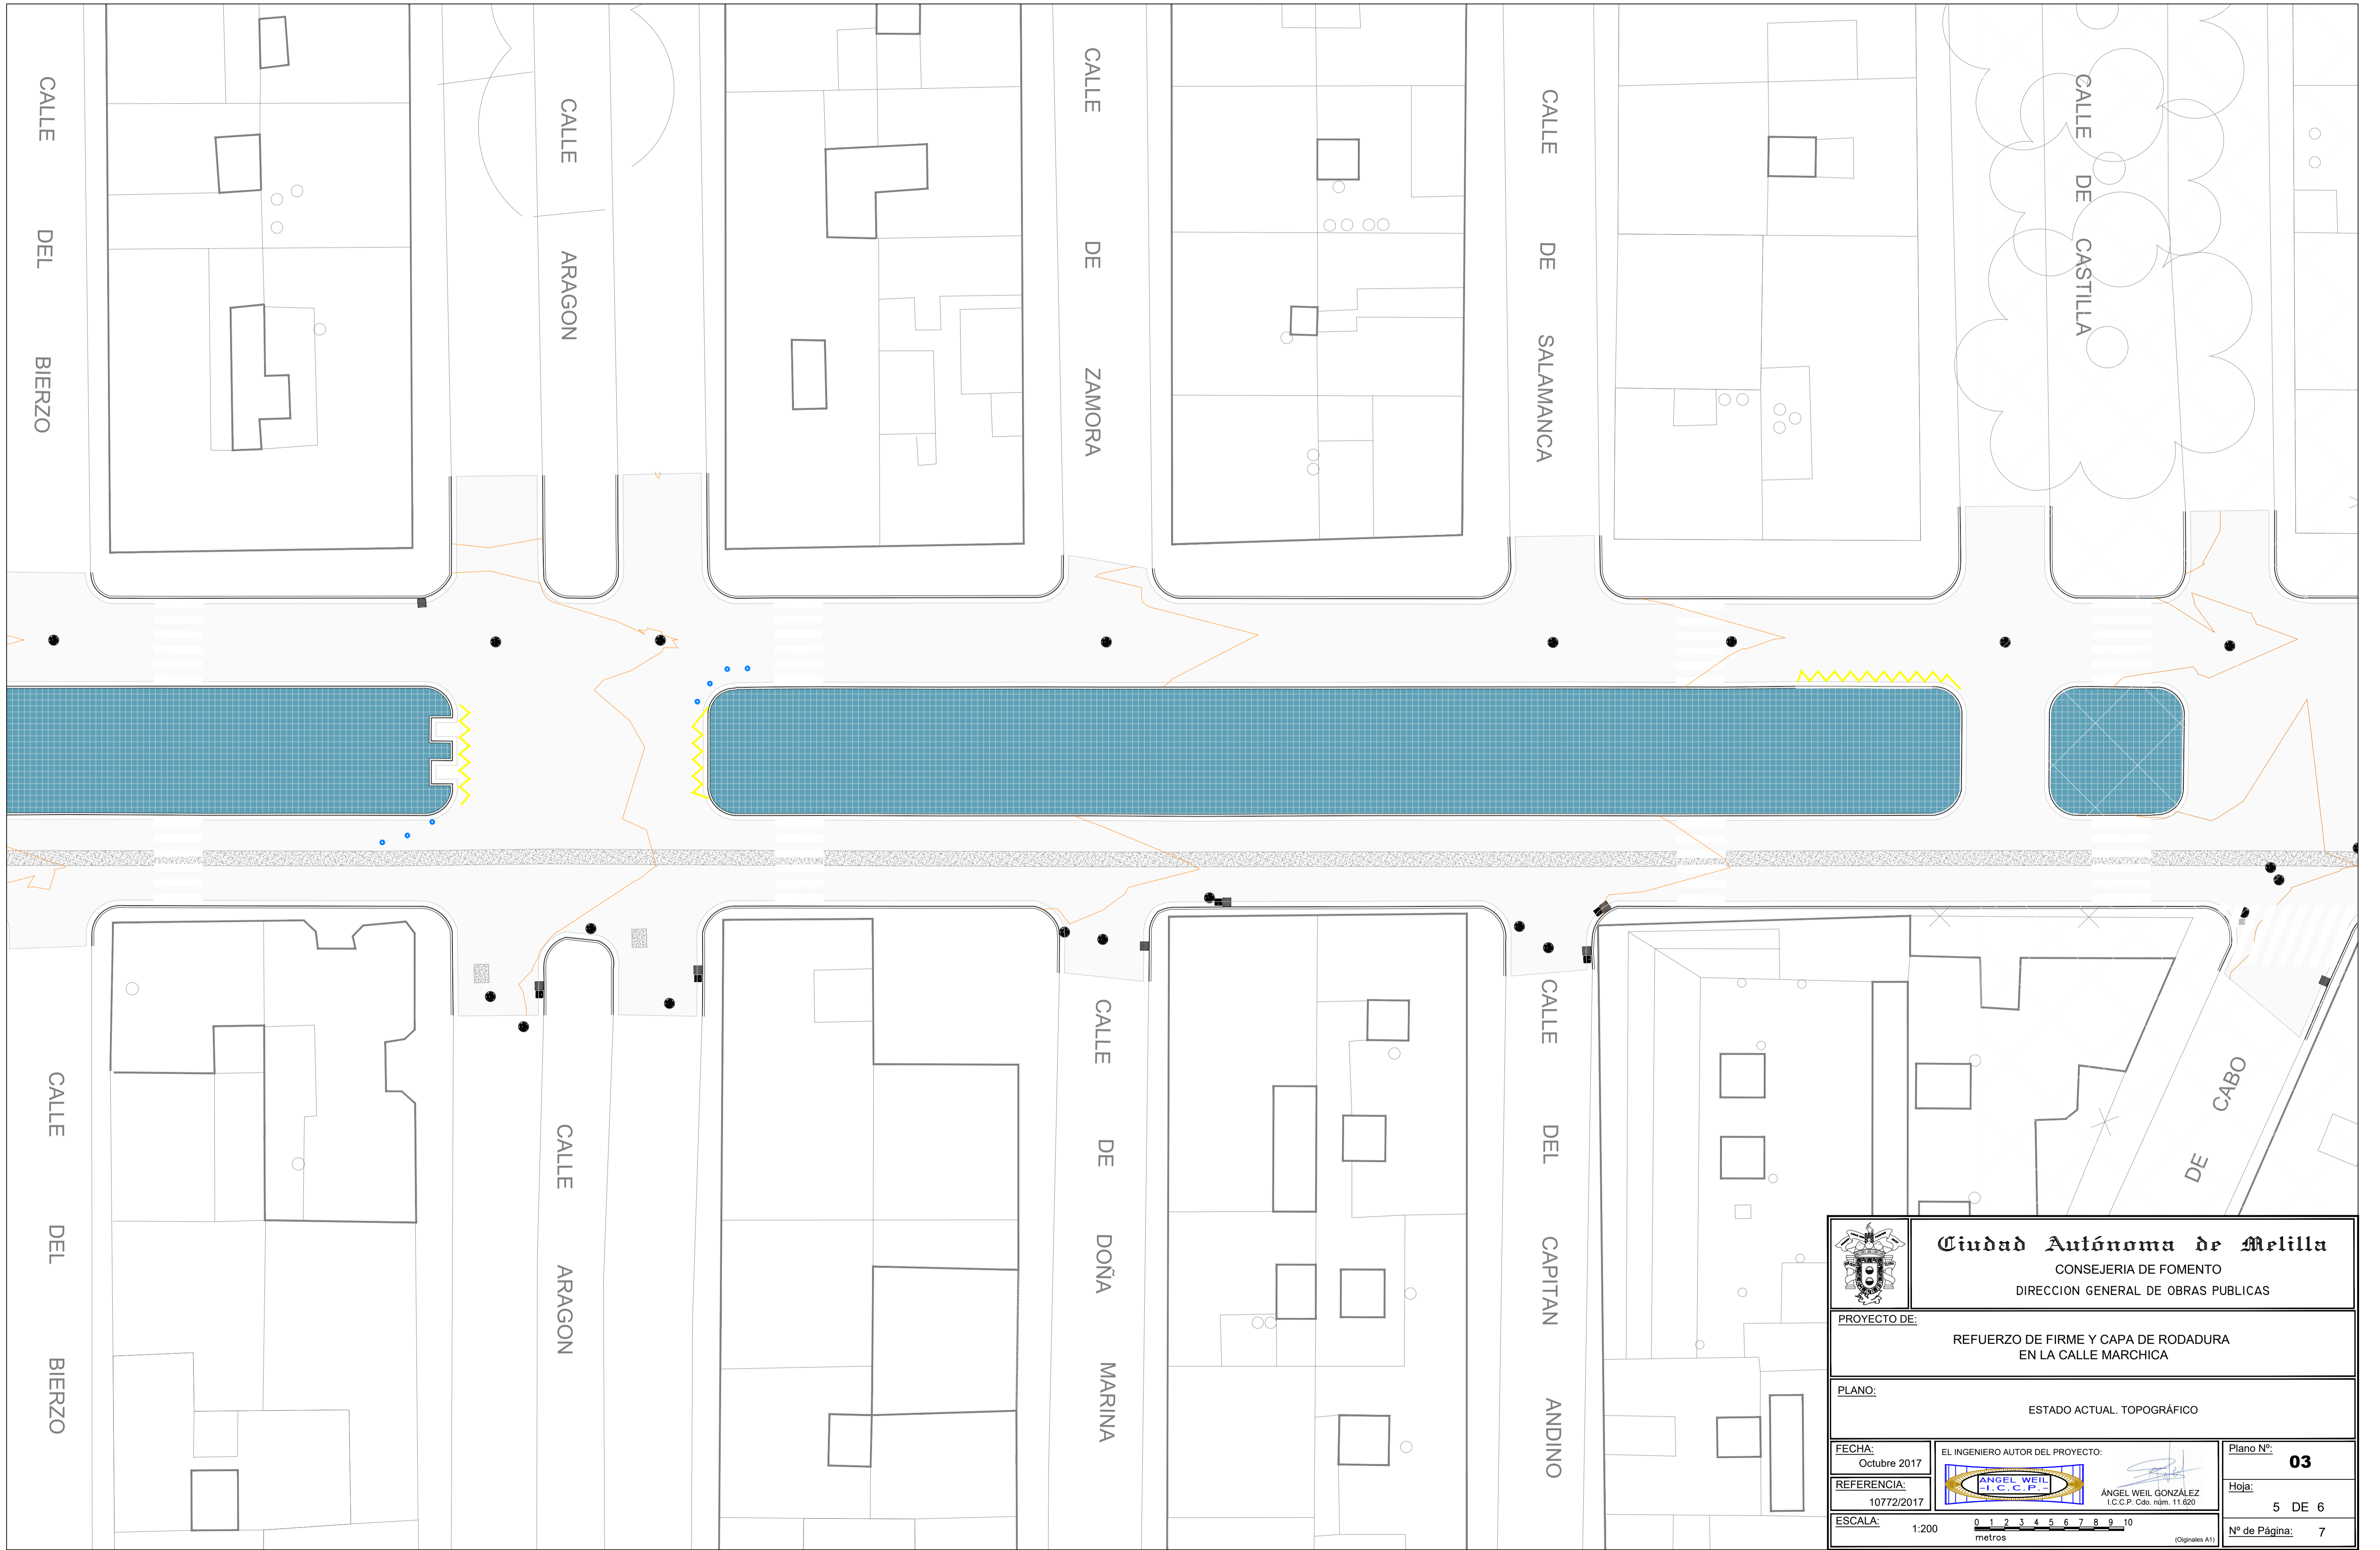 CALLE DEL BIERZO
CALLE ARAGON
CALLE DE ZAMORA
CALLE DE SALAMANCA
CALLE DE CASTILLA
CALLE DEL BIERZO
CALLE ARAGON
CALLE DE DOÑA MARINA
CALLE DEL CAPITAN ANDINO
DE CABO
Ciudad Autónoma de Melilla
CONSEJERIA DE FOMENTO
DIRECCION GENERAL DE OBRAS PUBLICAS
PROYECTO DE:
REFUERZO DE FIRME Y CAPA DE RODADURA
EN LA CALLE MARCHICA
PLANO:
ESTADO ACTUAL. TOPOGRÁFICO
FECHA:
Octubre 2017
REFERENCIA:
10772/2017
EL INGENIERO AUTOR DEL PROYECTO:
ANGEL WEIL
-I.C.C.P.-
ÁNGEL WEIL GONZÁLEZ
I.C.C.P. Cdo. núm. 11.620
Plano Nº:
03
Hoja:
5 DE 6
ESCALA:
1:200
0 1 2 3 4 5 6 7 8 9 10
metros
(Oiginales A1)
Nº de Página: 7